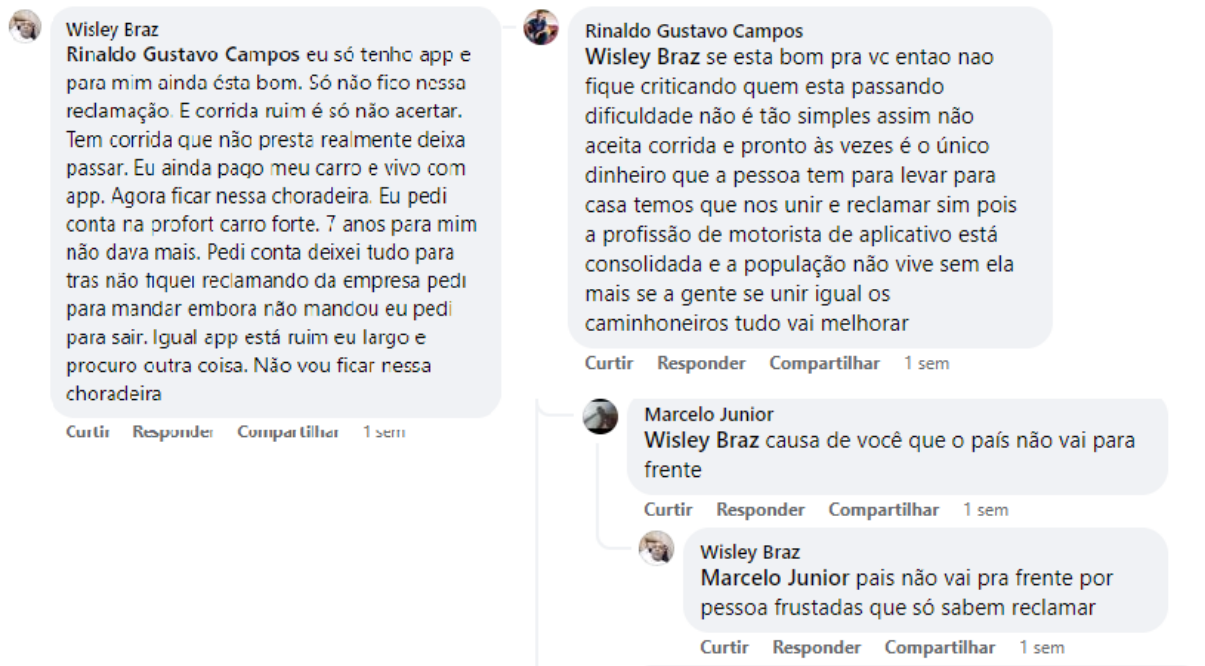 Wisley Braz
Rinaldo Gustavo Campos eu só tenho app e
para mim ainda ésta bom. Só não fico nessa
reclamação. E corrida ruim é só não acertar.
Tem corrida que não presta realmente deixa
passar. Eu ainda pago meu carro e vivo com
app. Agora ficar nessa choradeira. Eu pedi
conta na profort carro forte. 7 anos para mim
não dava mais. Pedi conta deixei tudo para
tras não fiquei reclamando da empresa pedi
para mandar embora não mandou eu pedi
para sair. Igual app está ruim eu largo e
procuro outra coisa. Não vou ficar nessa
choradeira
Curtir Responder Compartilhar 1 sem
Rinaldo Gustavo Campos
Wisley Braz se esta bom pra vc entao nao
fique criticando quem esta passando
dificuldade não é tão simples assim não
aceita corrida e pronto às vezes é o único
dinheiro que a pessoa tem para levar para
casa temos que nos unir e reclamar sim pois
a profissão de motorista de aplicativo está
consolidada e a população não vive sem ela
mais se a gente se unir igual os
caminhoneiros tudo vai melhorar
Curtir Responder Compartilhar 1 sem
Marcelo Junior
Wisley Braz causa de você que o país não vai para
frente
Curtir Responder Compartilhar 1 sem
Wisley Braz
Marcelo Junior pais não vai pra frente por
pessoa frustadas que só sabem reclamar
Curtir Responder Compartilhar 1 sem